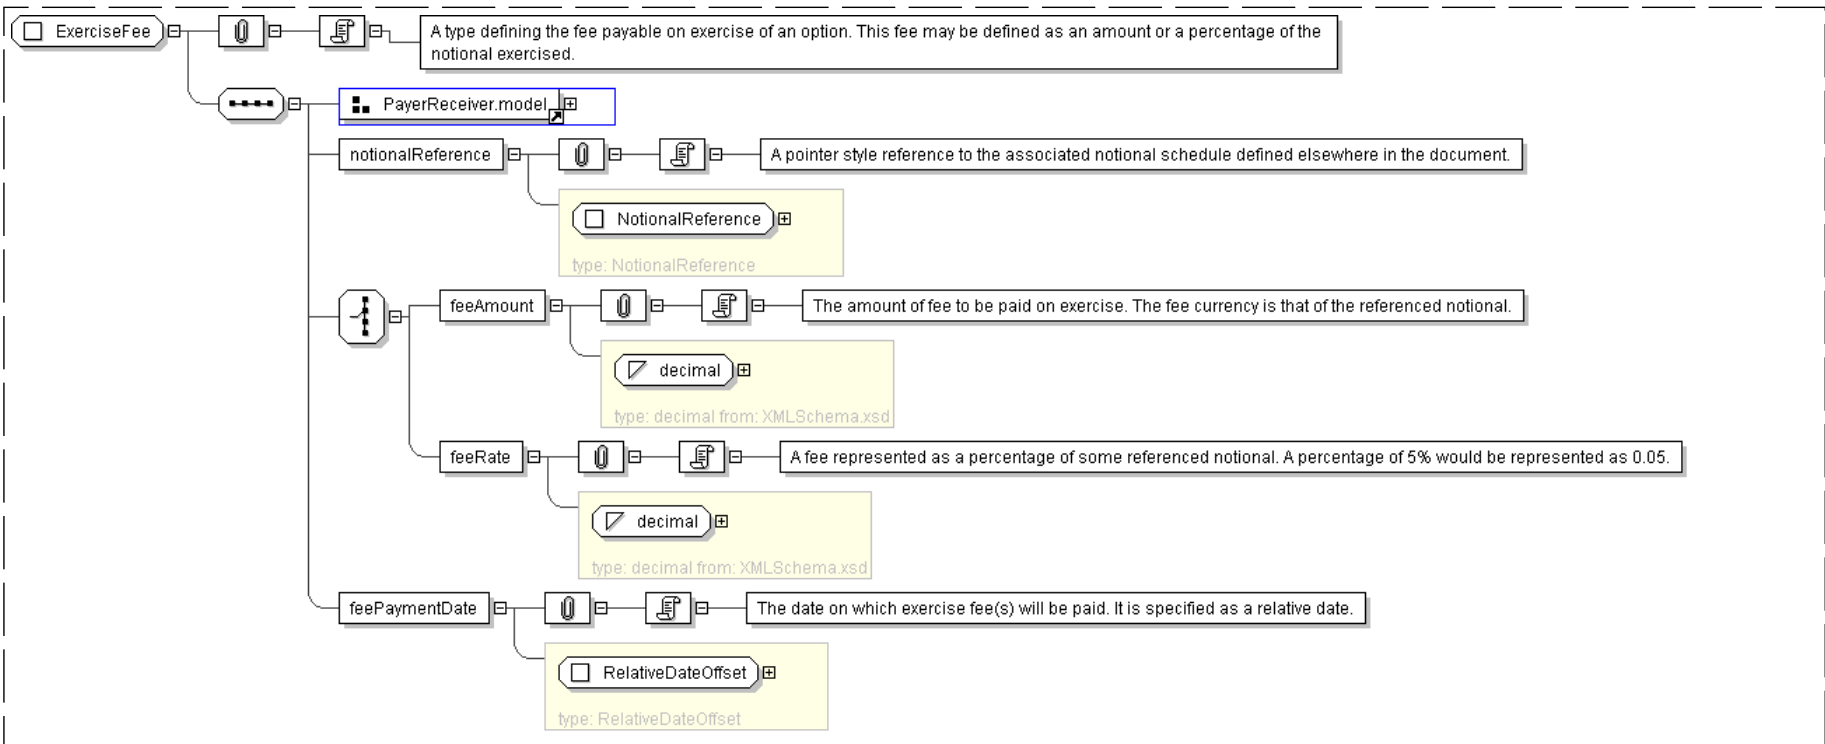 ExerciseFee
A type defining the fee payable on exercise of an option. This fee may be defined as an amount or a percentage of the
notional exercised.
PayerReceiver.model
notionalReference
A pointer style reference to the associated notional schedule defined elsewhere in the document.
NotionalReference
type: NotionalReference
feeAmount
The amount of fee to be paid on exercise. The fee currency is that of the referenced notional.
decimal
type: decimal from: XMLSchema.xsd
feeRate
A fee represented as a percentage of some referenced notional. A percentage of 5% would be represented as 0.05.
decimal
type: decimal from: XMLSchema.xsd
feePaymentDate
The date on which exercise fee(s) will be paid. It is specified as a relative date.
RelativeDateOffset
type: RelativeDateOffset